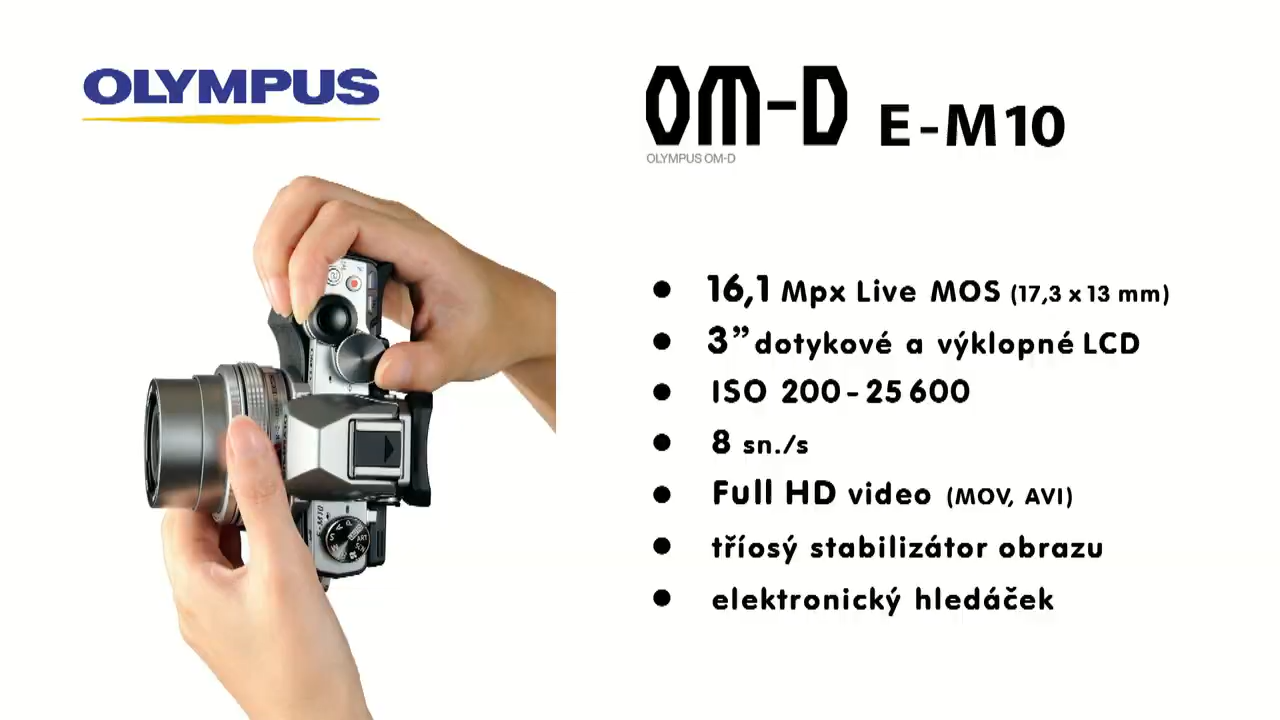 OLYMPUS
OM-D E-M10
OLYMPUS OM-D
16,1 Mpx Live MOS (17,3 x 13 mm)
3” dotykové a výklopné LCD
ISO 200-25 600
8 sn./s
Full HD video (MOV, AVI)
tříosý stabilizátor obrazu
elektronický hledáček
E-M10